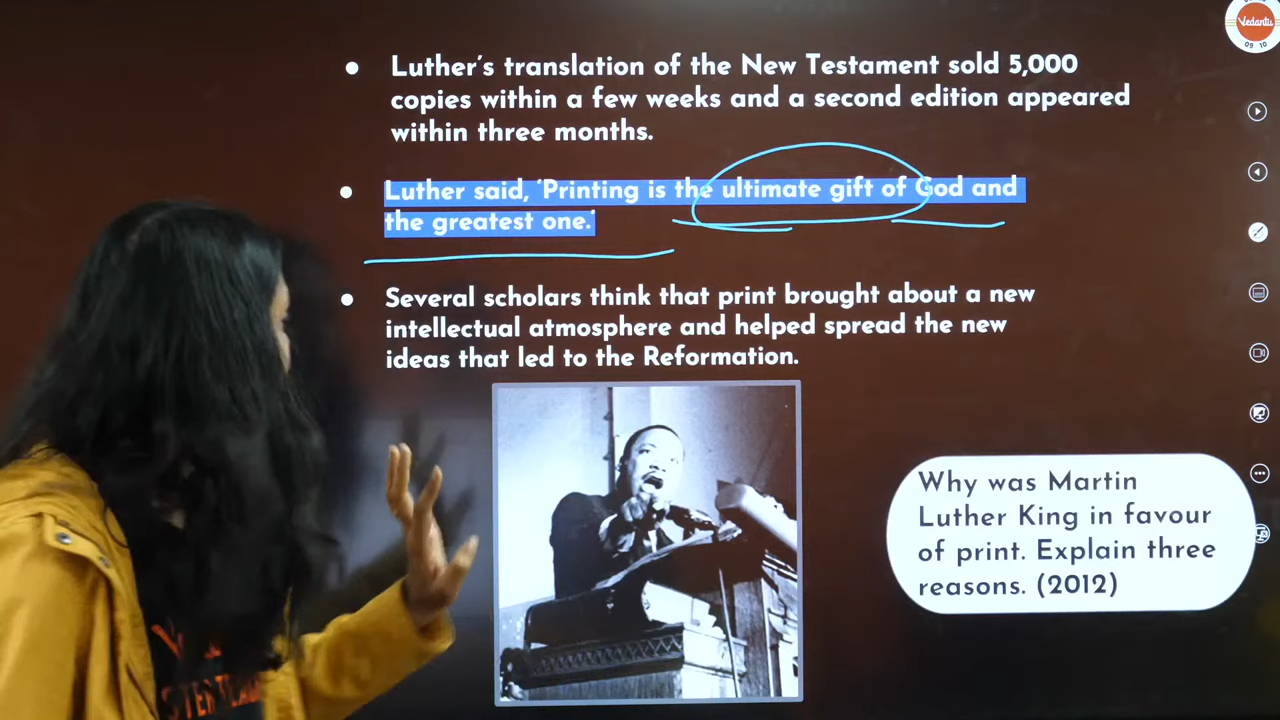 Vedantu
09 10
Luther's translation of the New Testament sold 5,000
copies within a few weeks and a second edition appeared
within three months.
Luther said, 'Printing is the ultimate gift of God and
the greatest one.'
Several scholars think that print brought about a new
intellectual atmosphere and helped spread the new
ideas that led to the Reformation.
Why was Martin
Luther King in favour
of print. Explain three
reasons. (2012)